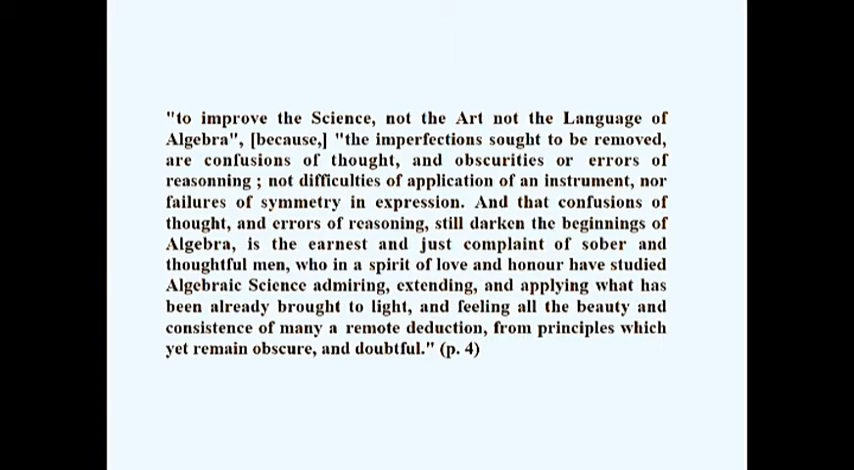 "to improve the Science, not the Art not the Language of
Algebra", [because,] "the imperfections sought to be removed,
are confusions of thought, and obscurities or errors of
reasonning ; not difficulties of application of an instrument, nor
failures of symmetry in expression. And that confusions of
thought, and errors of reasoning, still darken the beginnings of
Algebra, is the earnest and just complaint of sober and
thoughtful men, who in a spirit of love and honour have studied
Algebraic Science admiring, extending, and applying what has
been already brought to light, and feeling all the beauty and
consistence of many a remote deduction, from principles which
yet remain obscure, and doubtful." (p. 4)